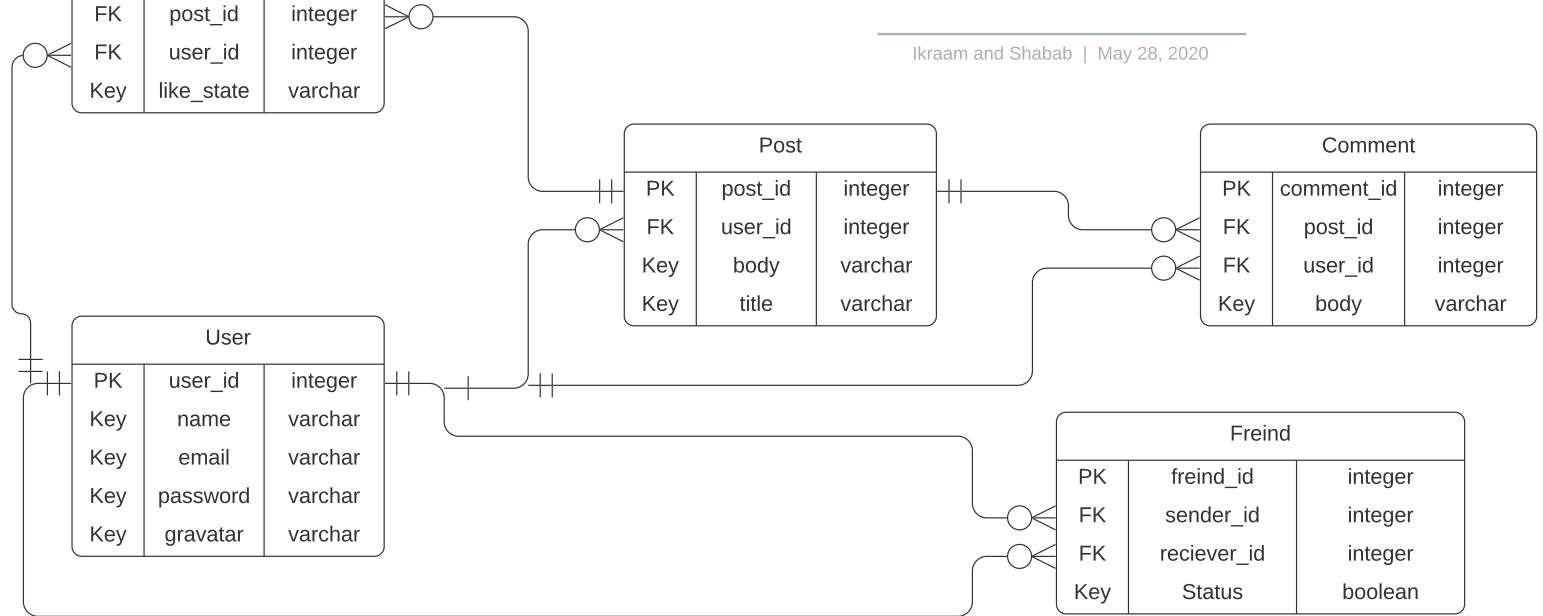 FK post_id integer
FK user_id integer
Key like_state varchar
Ikraam and Shabab | May 28, 2020
Post
PK post_id integer
FK user_id integer
Key body varchar
Key title varchar
Comment
PK comment_id integer
FK post_id integer
FK user_id integer
Key body varchar
User
PK user_id integer
Key name varchar
Key email varchar
Key password varchar
Key gravatar varchar
Freind
PK freind_id integer
FK sender_id integer
FK reciever_id integer
Key Status boolean